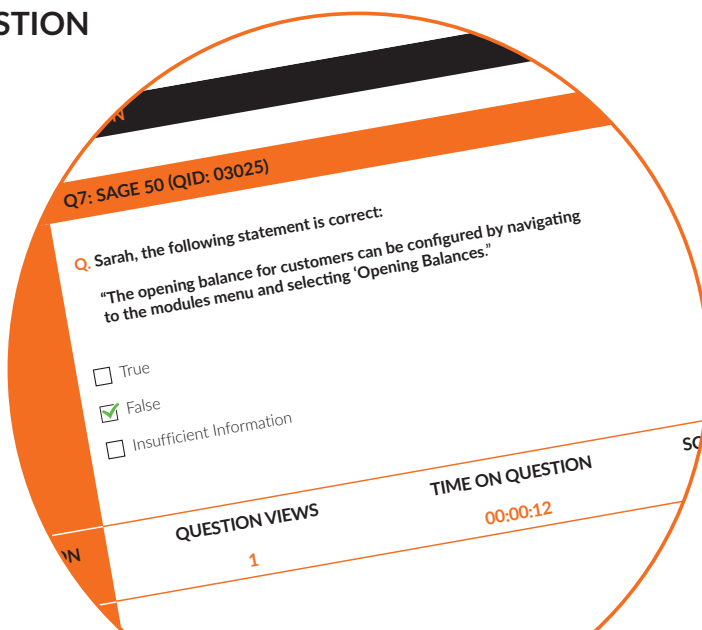 STION
N
Q7: SAGE 50 (QID: 03025)
Q. Sarah, the following statement is correct:
“The opening balance for customers can be configured by navigating
to the modules menu and selecting ‘Opening Balances.”
True
False
Insufficient Information
ON
QUESTION VIEWS
TIME ON QUESTION
SC
1
00:00:12